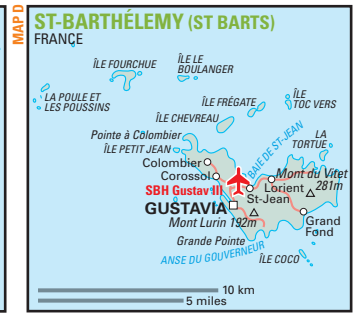 MAP D
ST-BARTHÉLEMY (ST BARTS)
FRANCE
ÎLE FOURCHUE
ÎLE LE
BOULANGER
LA POULE ET
LES POUSSINS
ÎLE FRÉGATE
ÎLE
TOC VERS
ÎLE CHEVREAU
Pointe à Colombier
ÎLE PETIT JEAN
BAIE DE ST-JEAN
LA
TORTUE
Colombier
Corossol
Mont du Vitet
281m
SBH Gustav III
Lorient
St-Jean
GUSTAVIA
Mont Lurin 192m
Grand
Fond
Grande Pointe
ANSE DU GOUVERNEUR
ÎLE COCO
10 km
5 miles